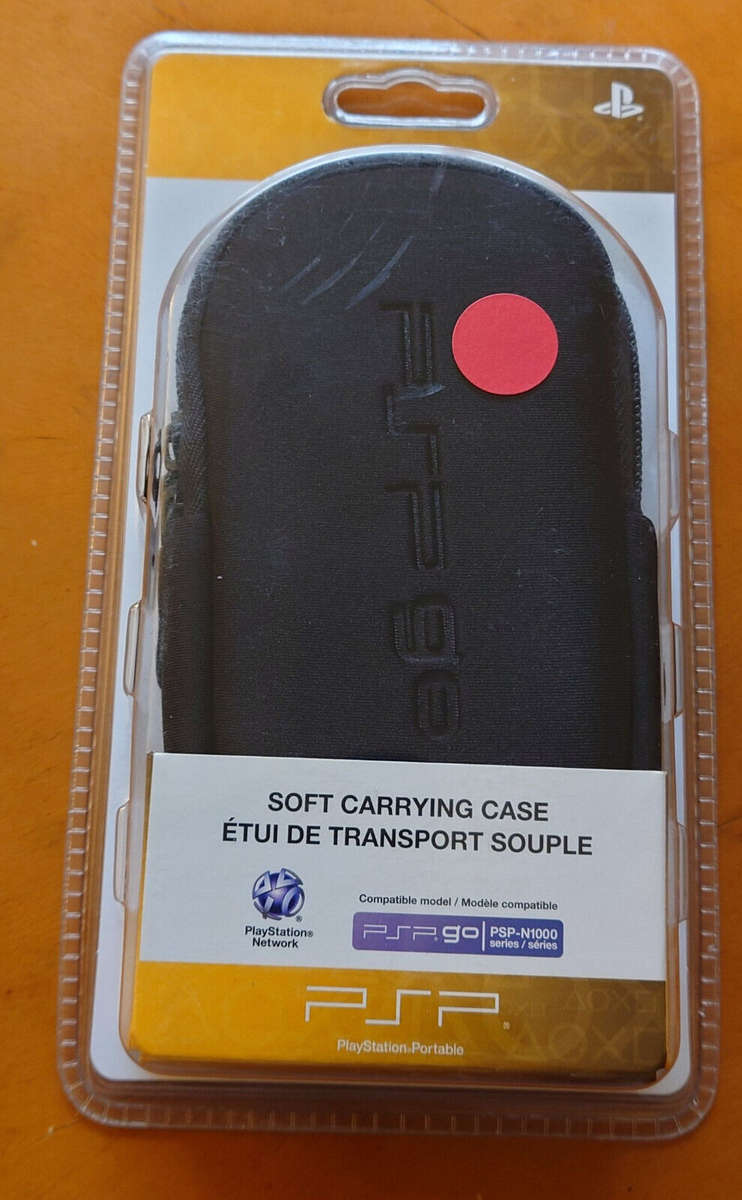 PSP go
SOFT CARRYING CASE
ÉTUI DE TRANSPORT SOUPLE
PlayStation®
Network
Compatible model / Modèle compatible
PSP® go
PSP-N1000
series / séries
PSP®
PlayStation®Portable